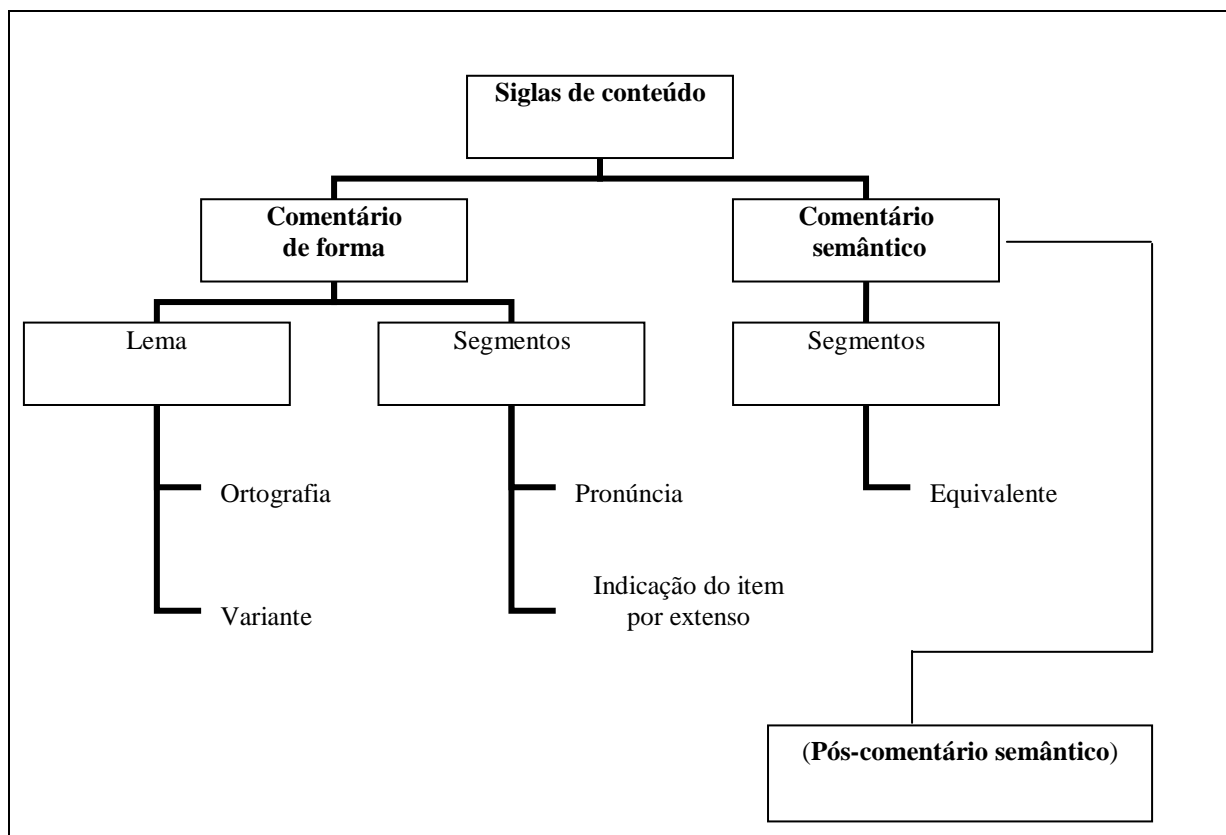 Siglas de conteúdo
Comentário
de forma
Comentário
semântico
Lema
Segmentos
Segmentos
Ortografia
Pronúncia
Equivalente
Variante
Indicação do item
por extenso
(Pós-comentário semântico)